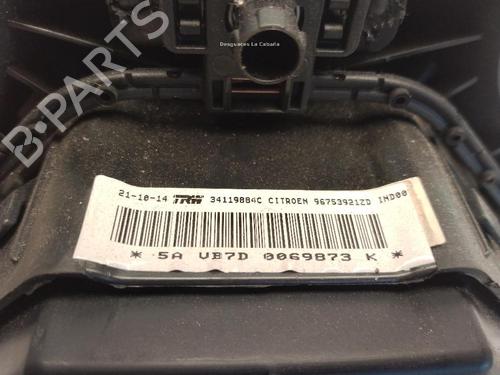 Desguaces La Cabaña
B-PARTS
21-10-14 TRW 34119884C CITROEN 96753921ZD IND00
* 5A VB7D 0069873 K *